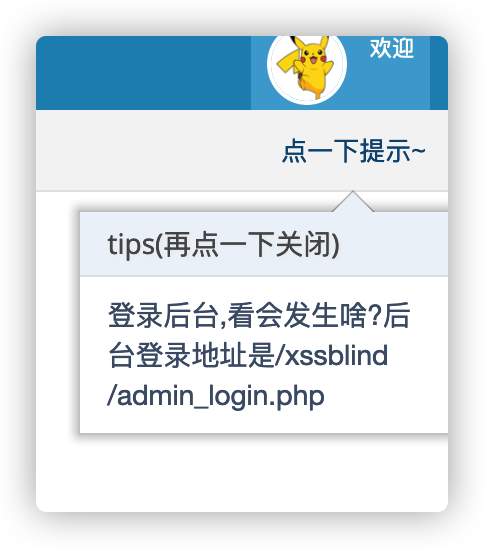 欢迎
点一下提示~
tips(再点一下关闭)
登录后台,看会发生啥?后
台登录地址是/xssblind
/admin_login.php